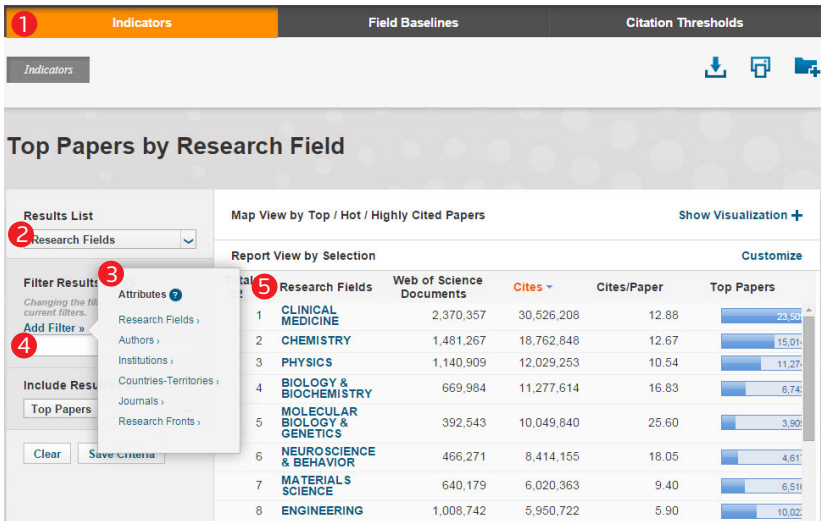 1 Indicators Field Baselines Citation Thresholds
Indicators
Top Papers by Research Field
Results List
2 Research Fields
Filter Results
Changing the
current filters.
Add Filter »
4
Include
Top Papers
Clear Save Criteria
3
Attributes ?
Research Fields ›
Authors ›
Institutions ›
Countries-Territories ›
Journals ›
Research Fronts ›
Map View by Top / Hot / Highly Cited Papers Show Visualization +
Report View by Selection Customize
Total 5 Research Fields Web of Science Documents Cites Cites/Paper Top Papers
1 CLINICAL MEDICINE 2,370,357 30,526,208 12.88
2 CHEMISTRY 1,481,267 18,762,848 12.67
3 PHYSICS 1,140,909 12,029,253 10.54
4 BIOLOGY & BIOCHEMISTRY 669,984 11,277,614 16.83
5 MOLECULAR BIOLOGY & GENETICS 392,543 10,049,840 25.60
6 NEUROSCIENCE & BEHAVIOR 466,271 8,414,155 18.05
7 MATERIALS SCIENCE 640,179 6,020,363 9.40
8 ENGINEERING 1,008,742 5,950,722 5.90